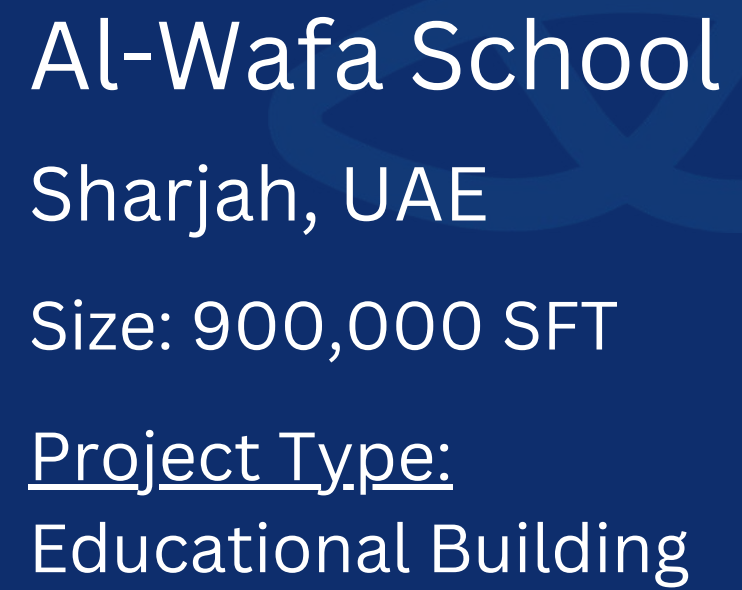 Al-Wafa School
Sharjah, UAE
Size: 900,000 SFT
Project Type:
Educational Building